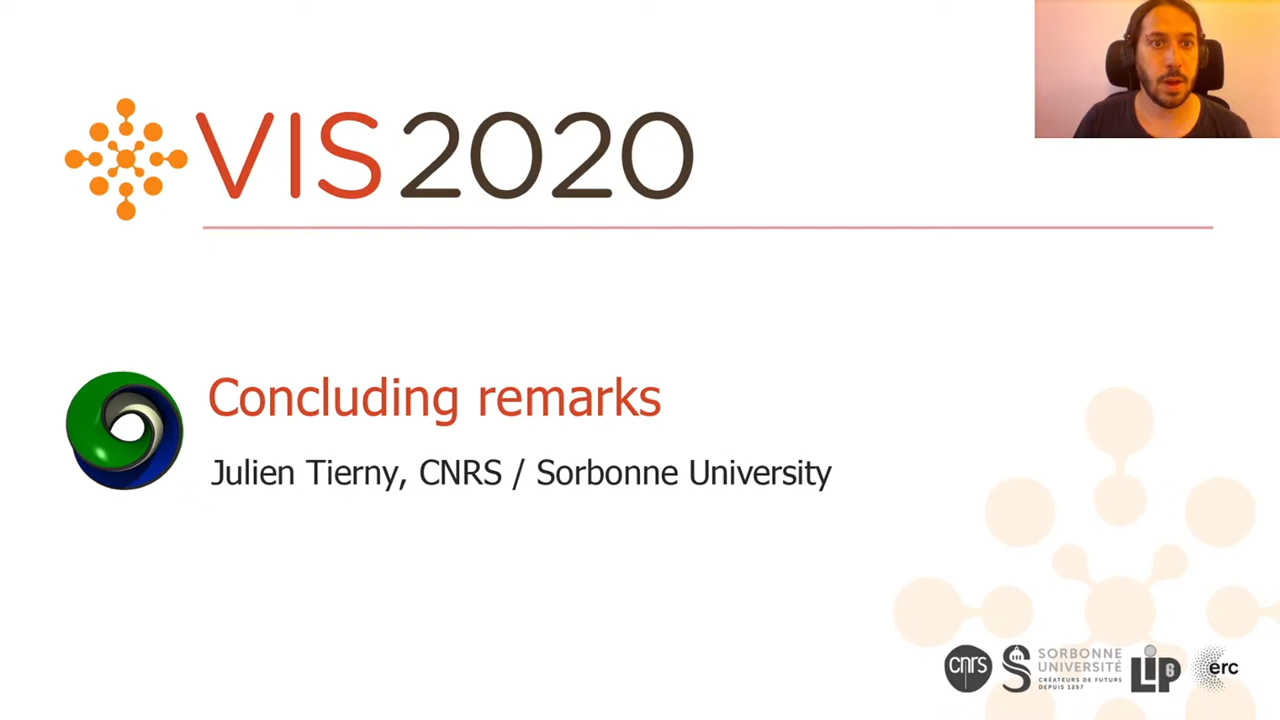 VIS2020
Concluding remarks
Julien Tierny, CNRS / Sorbonne University
cnrs
S
SORBONNE
UNIVERSITÉ
CRÉATEURS DE FUTURS
DEPUIS 1257
LIP6
erc